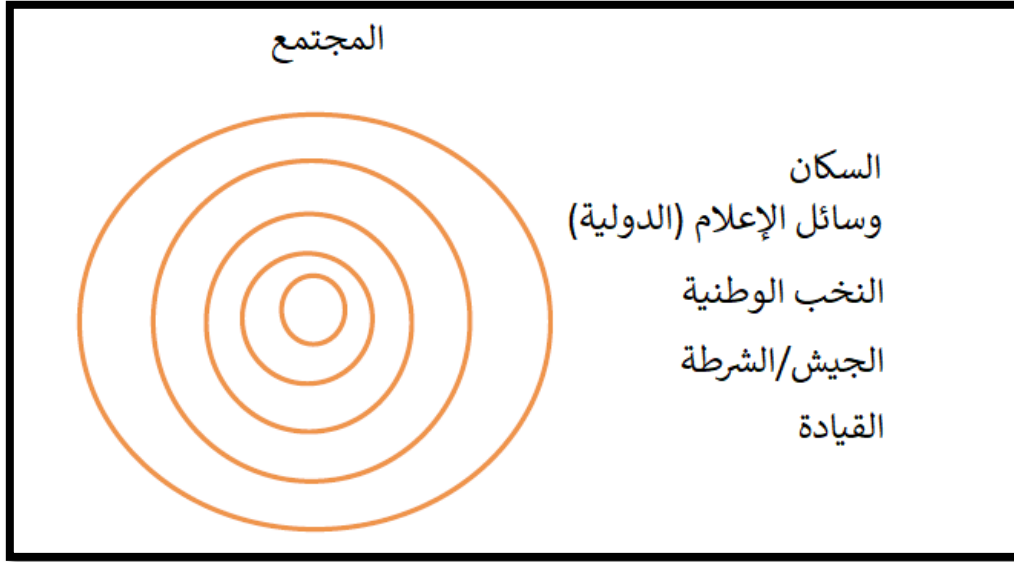 المجتمع
السكان
وسائل الإعلام (الدولية)
النخب الوطنية
الجيش/الشرطة
القيادة